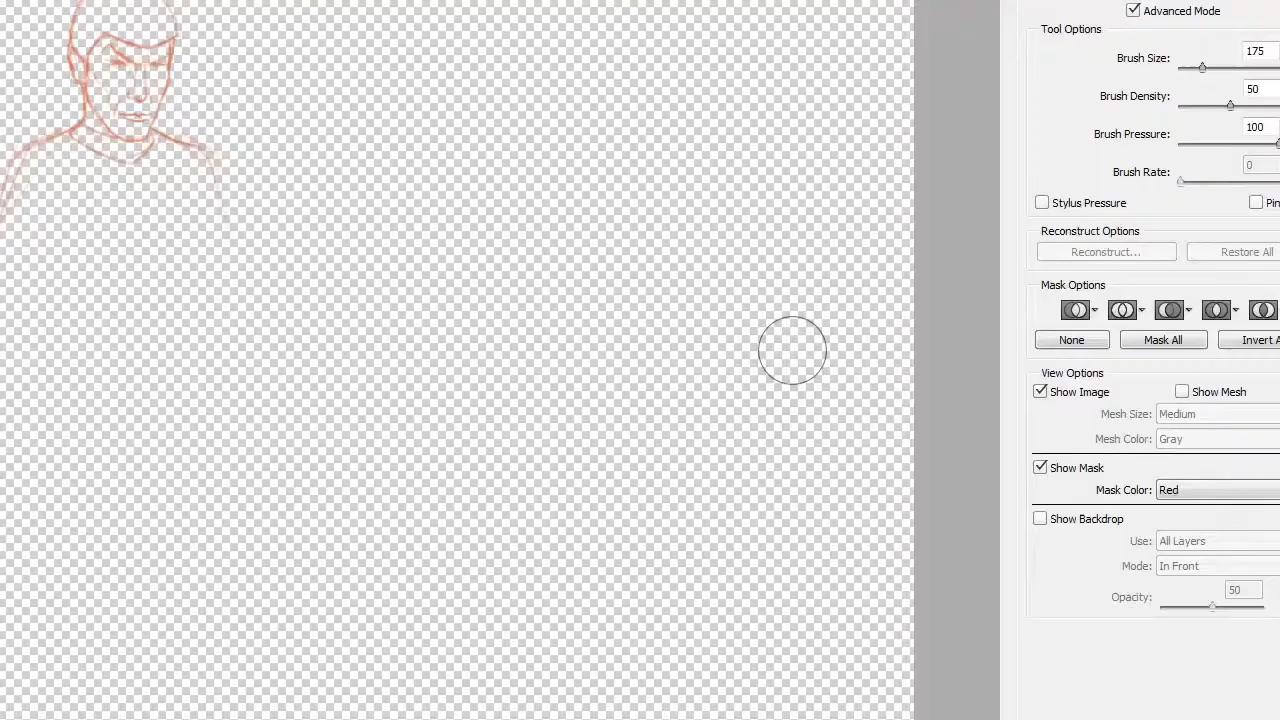 Advanced Mode
Tool Options
Brush Size: 175
Brush Density: 50
Brush Pressure: 100
Brush Rate: 0
Stylus Pressure
Reconstruct Options
Reconstruct... Restore All
Mask Options
None Mask All Invert
View Options
Show Image Show Mesh
Mesh Size: Medium
Mesh Color: Gray
Show Mask
Mask Color: Red
Show Backdrop
Use: All Layers
Mode: In Front
Opacity: 50